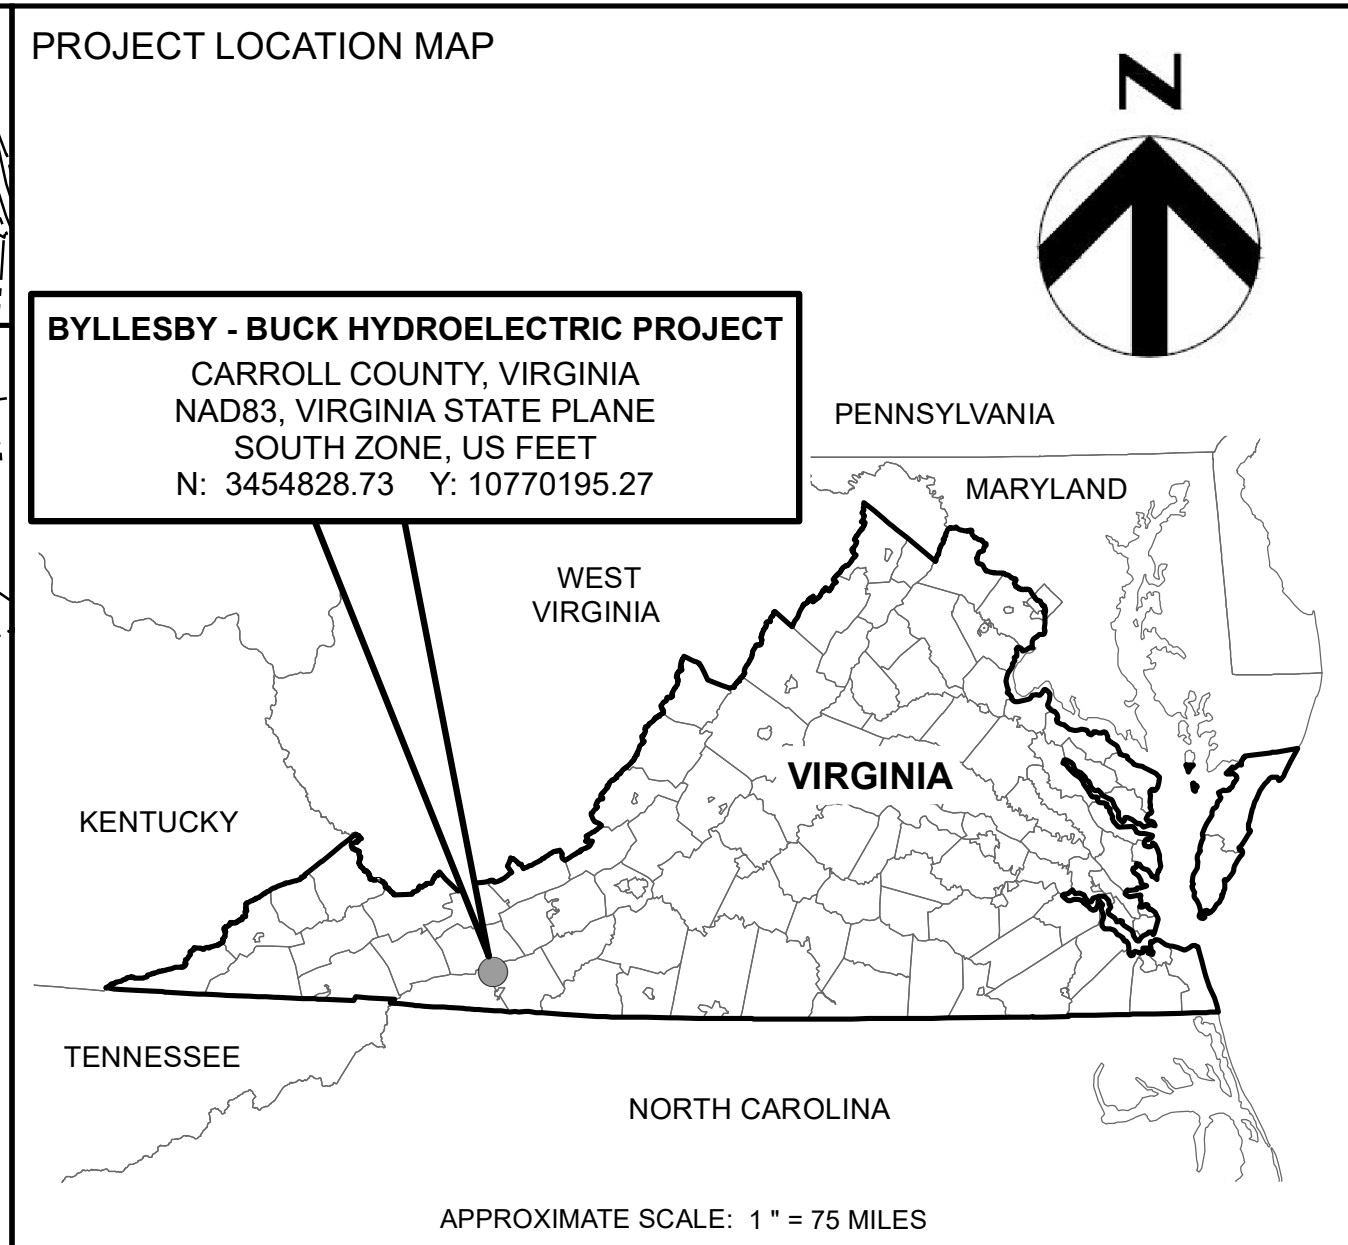 PROJECT LOCATION MAP
N
BYLLESBY - BUCK HYDROELECTRIC PROJECT
CARROLL COUNTY, VIRGINIA
NAD83, VIRGINIA STATE PLANE
SOUTH ZONE, US FEET
N: 3454828.73 Y: 10770195.27
PENNSYLVANIA
MARYLAND
WEST
VIRGINIA
VIRGINIA
KENTUCKY
TENNESSEE
NORTH CAROLINA
APPROXIMATE SCALE: 1 " = 75 MILES